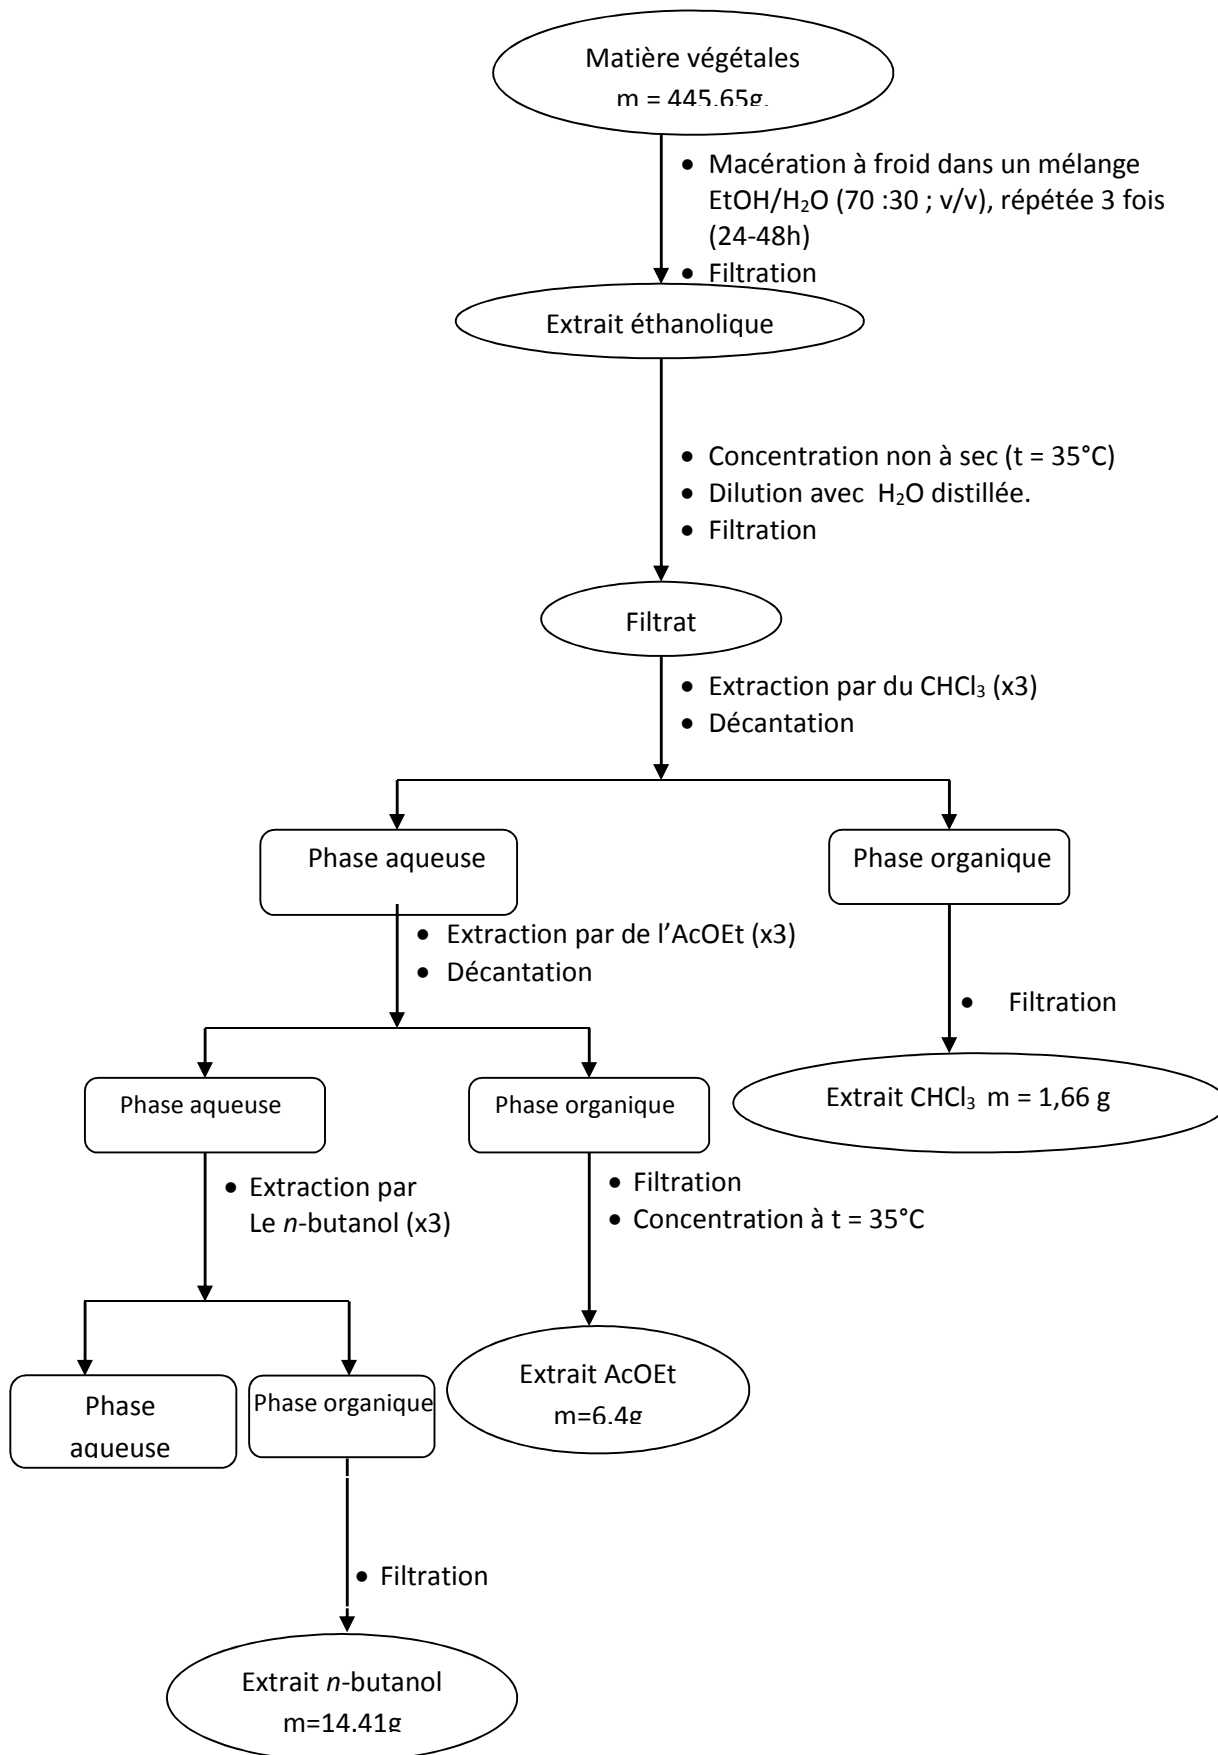 Matière végétales
m = 445.65g.
• Macération à froid dans un mélange
EtOH/H₂O (70 :30 ; v/v), répétée 3 fois
(24-48h)
• Filtration
Extrait éthanolique
• Concentration non à sec (t = 35°C)
• Dilution avec H₂O distillée.
• Filtration
Filtrat
• Extraction par du CHCl₃ (x3)
• Décantation
Phase aqueuse
Phase organique
• Extraction par de l’AcOEt (x3)
• Décantation
• Filtration
Phase aqueuse
Phase organique
Extrait CHCl₃ m = 1,66 g
• Extraction par
Le n-butanol (x3)
• Filtration
• Concentration à t = 35°C
Phase
aqueuse
Phase organique
Extrait AcOEt
m=6.4g
• Filtration
Extrait n-butanol
m=14.41g